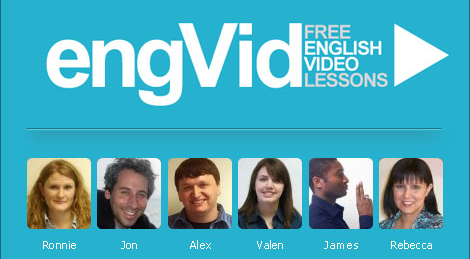 engVid
FREE
ENGLISH
VIDEO
LESSONS
Ronnie Jon Alex Valen James Rebecca